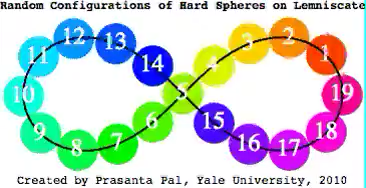 Random Configurations of Hard Spheres on Lemniscate
12 13 3 2
11 14 4 1
10 5 19
9 6 15 18
8 7 16 17
Created by Prasanta Pal, Yale University, 2010